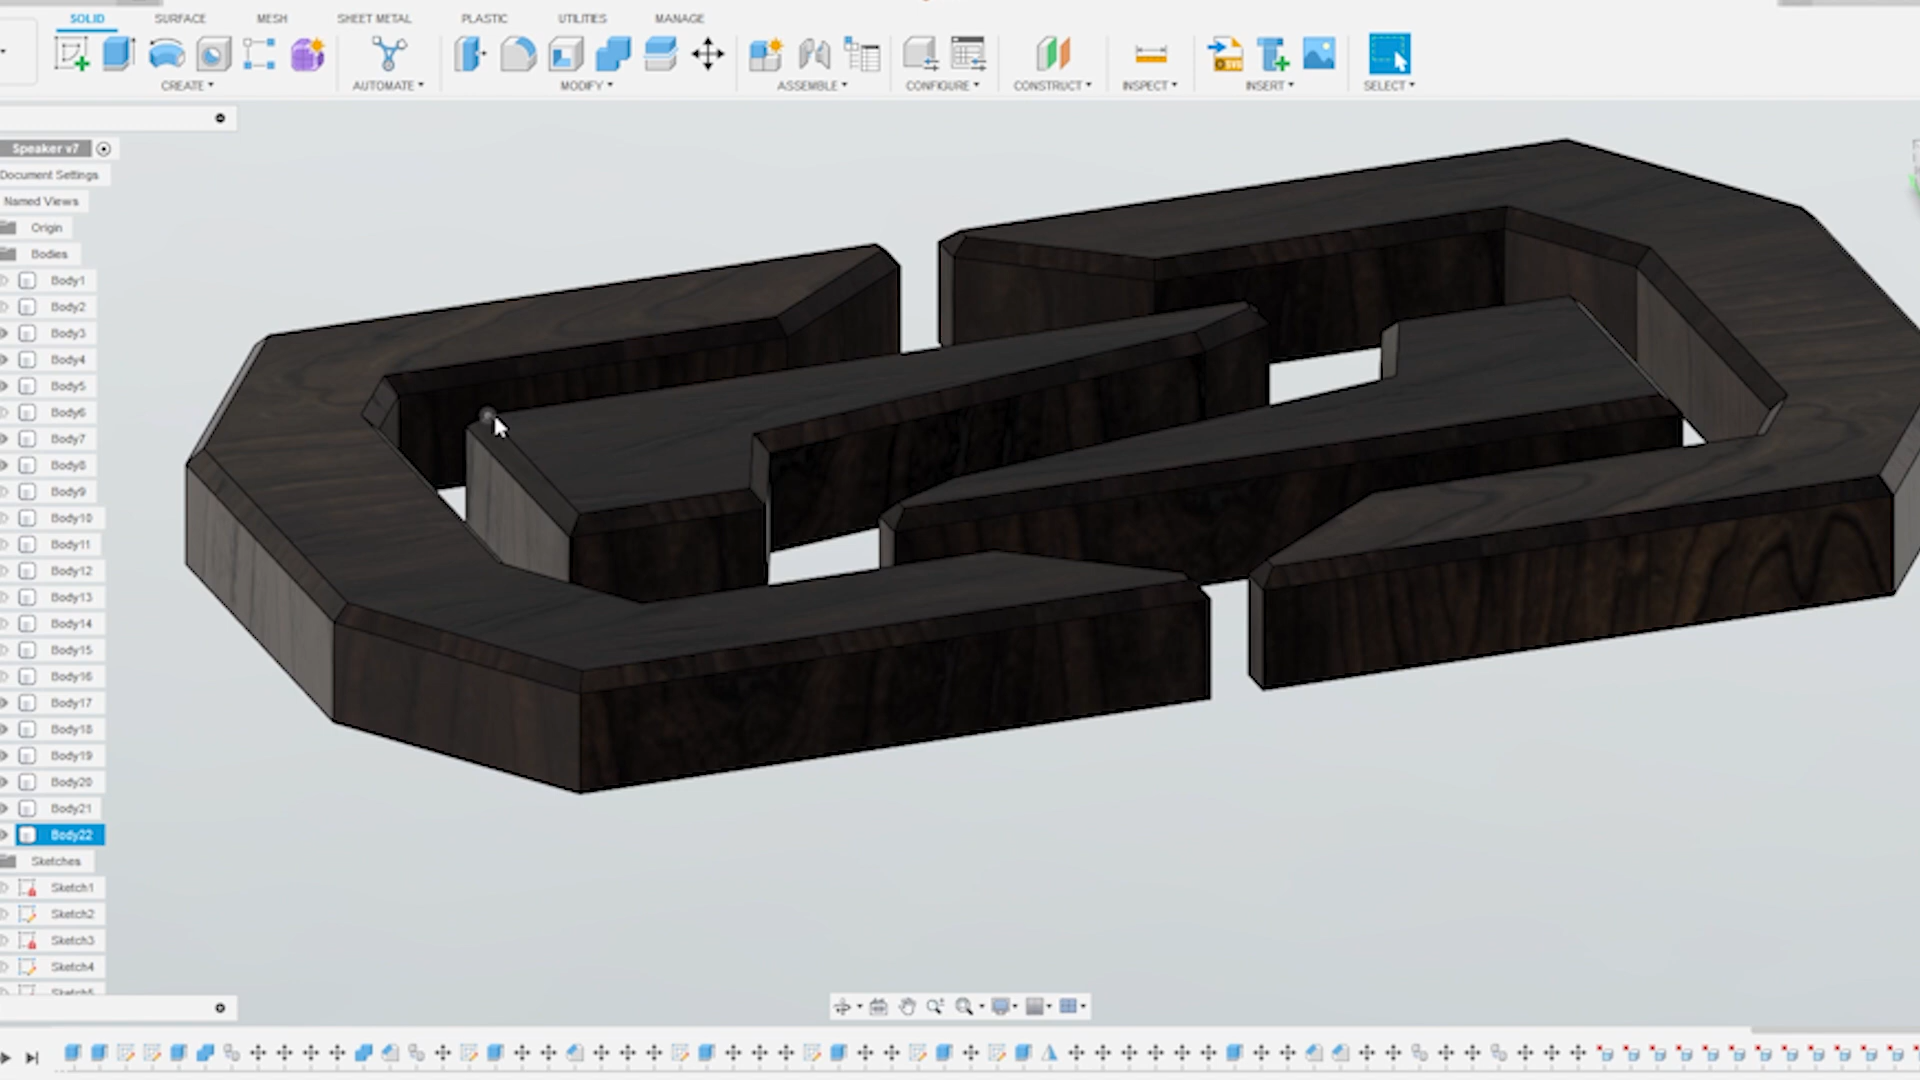 SOLID SURFACE MESH SHEET METAL PLASTIC UTILITIES MANAGE
CREATE AUTOMATE MODIFY ASSEMBLE CONFIGURE CONSTRUCT INSPECT INSERT SELECT
Speaker v7
Document Settings
Named Views
Origin
Bodies
Body1
Body2
Body3
Body4
Body5
Body6
Body7
Body8
Body9
Body10
Body11
Body12
Body13
Body14
Body15
Body16
Body17
Body18
Body19
Body20
Body21
Body22
Sketches
Sketch1
Sketch2
Sketch3
Sketch4
Sketch5